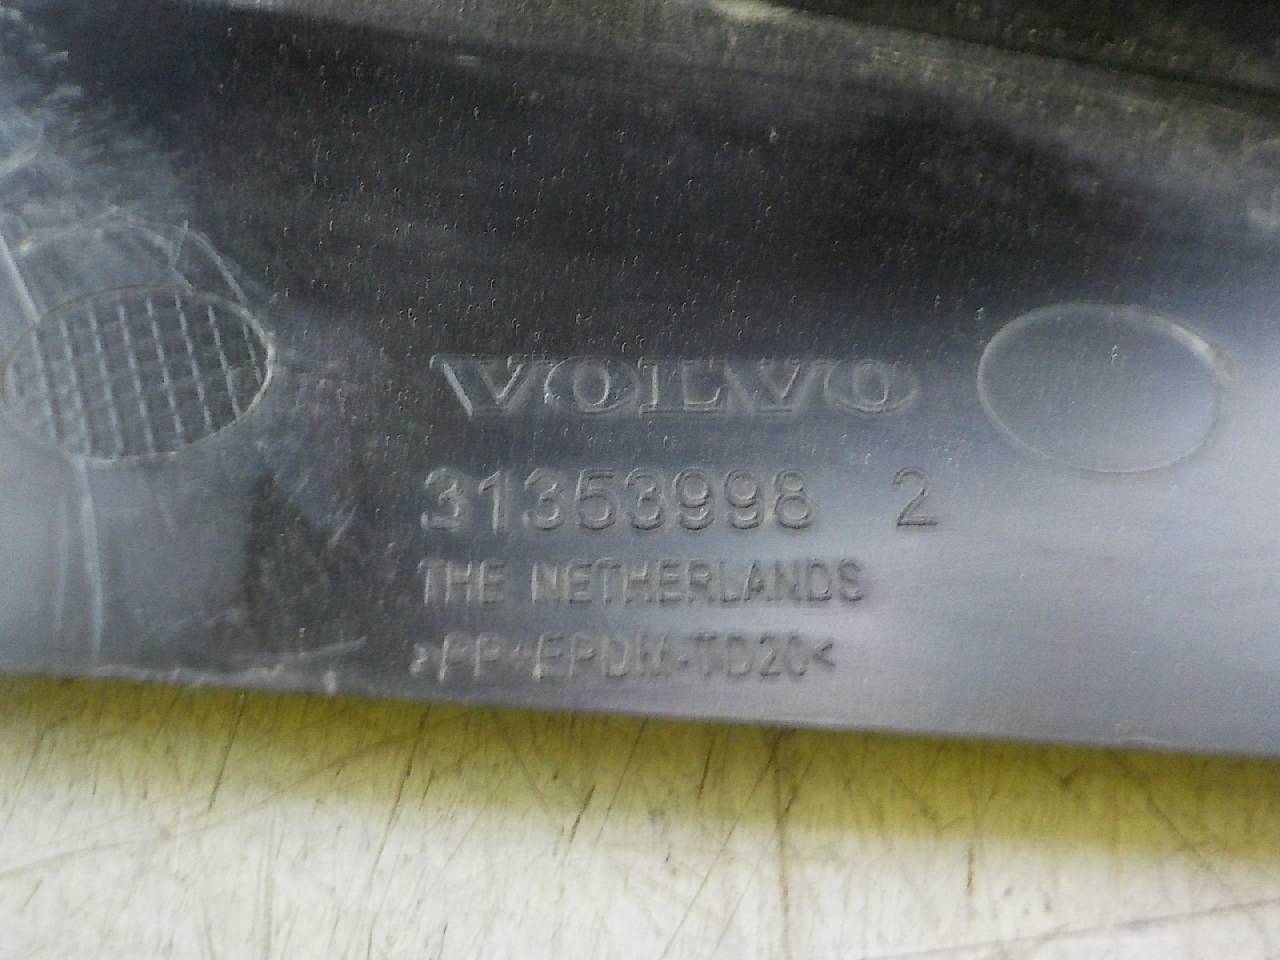 VOLVO
31353998 2
THE NETHERLANDS
>PP+EPDM-TD20<